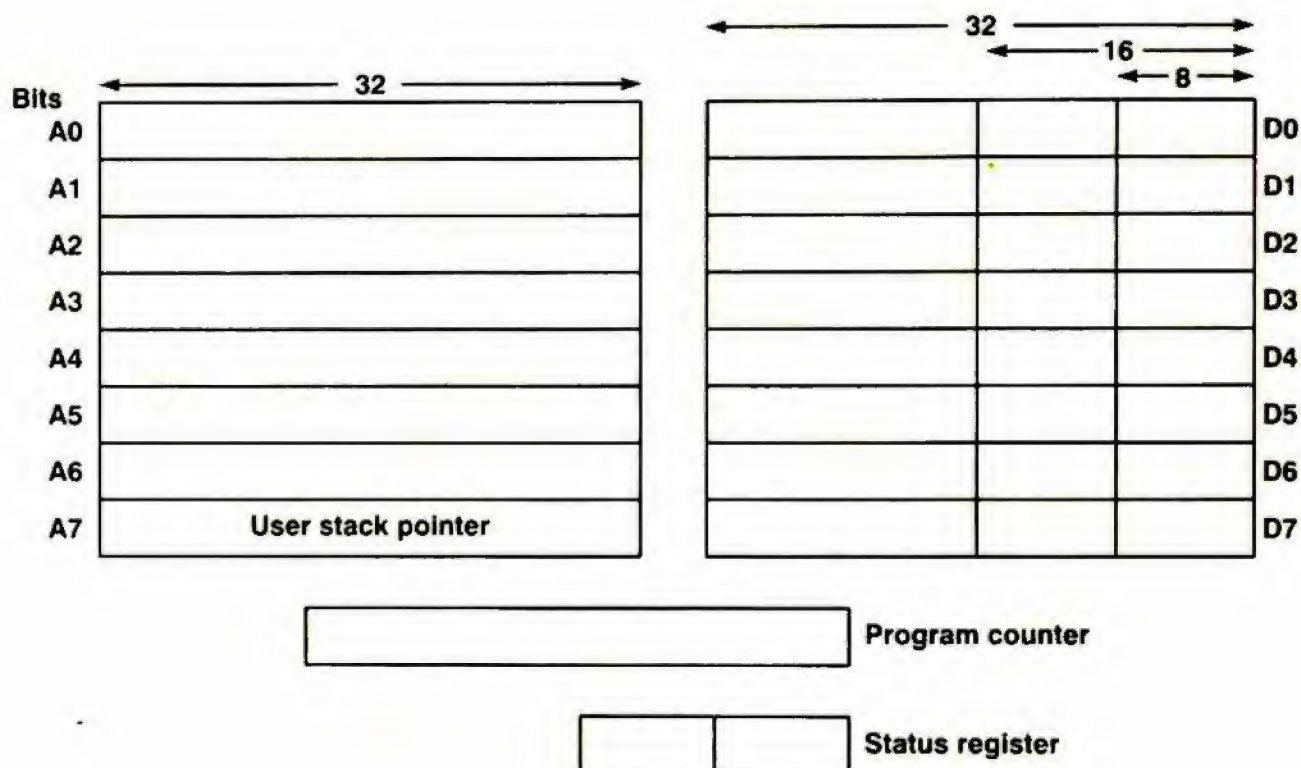 32
16
8
Bits
32
A0
D0
A1
D1
A2
D2
A3
D3
A4
D4
A5
D5
A6
D6
A7
User stack pointer
D7
Program counter
Status register